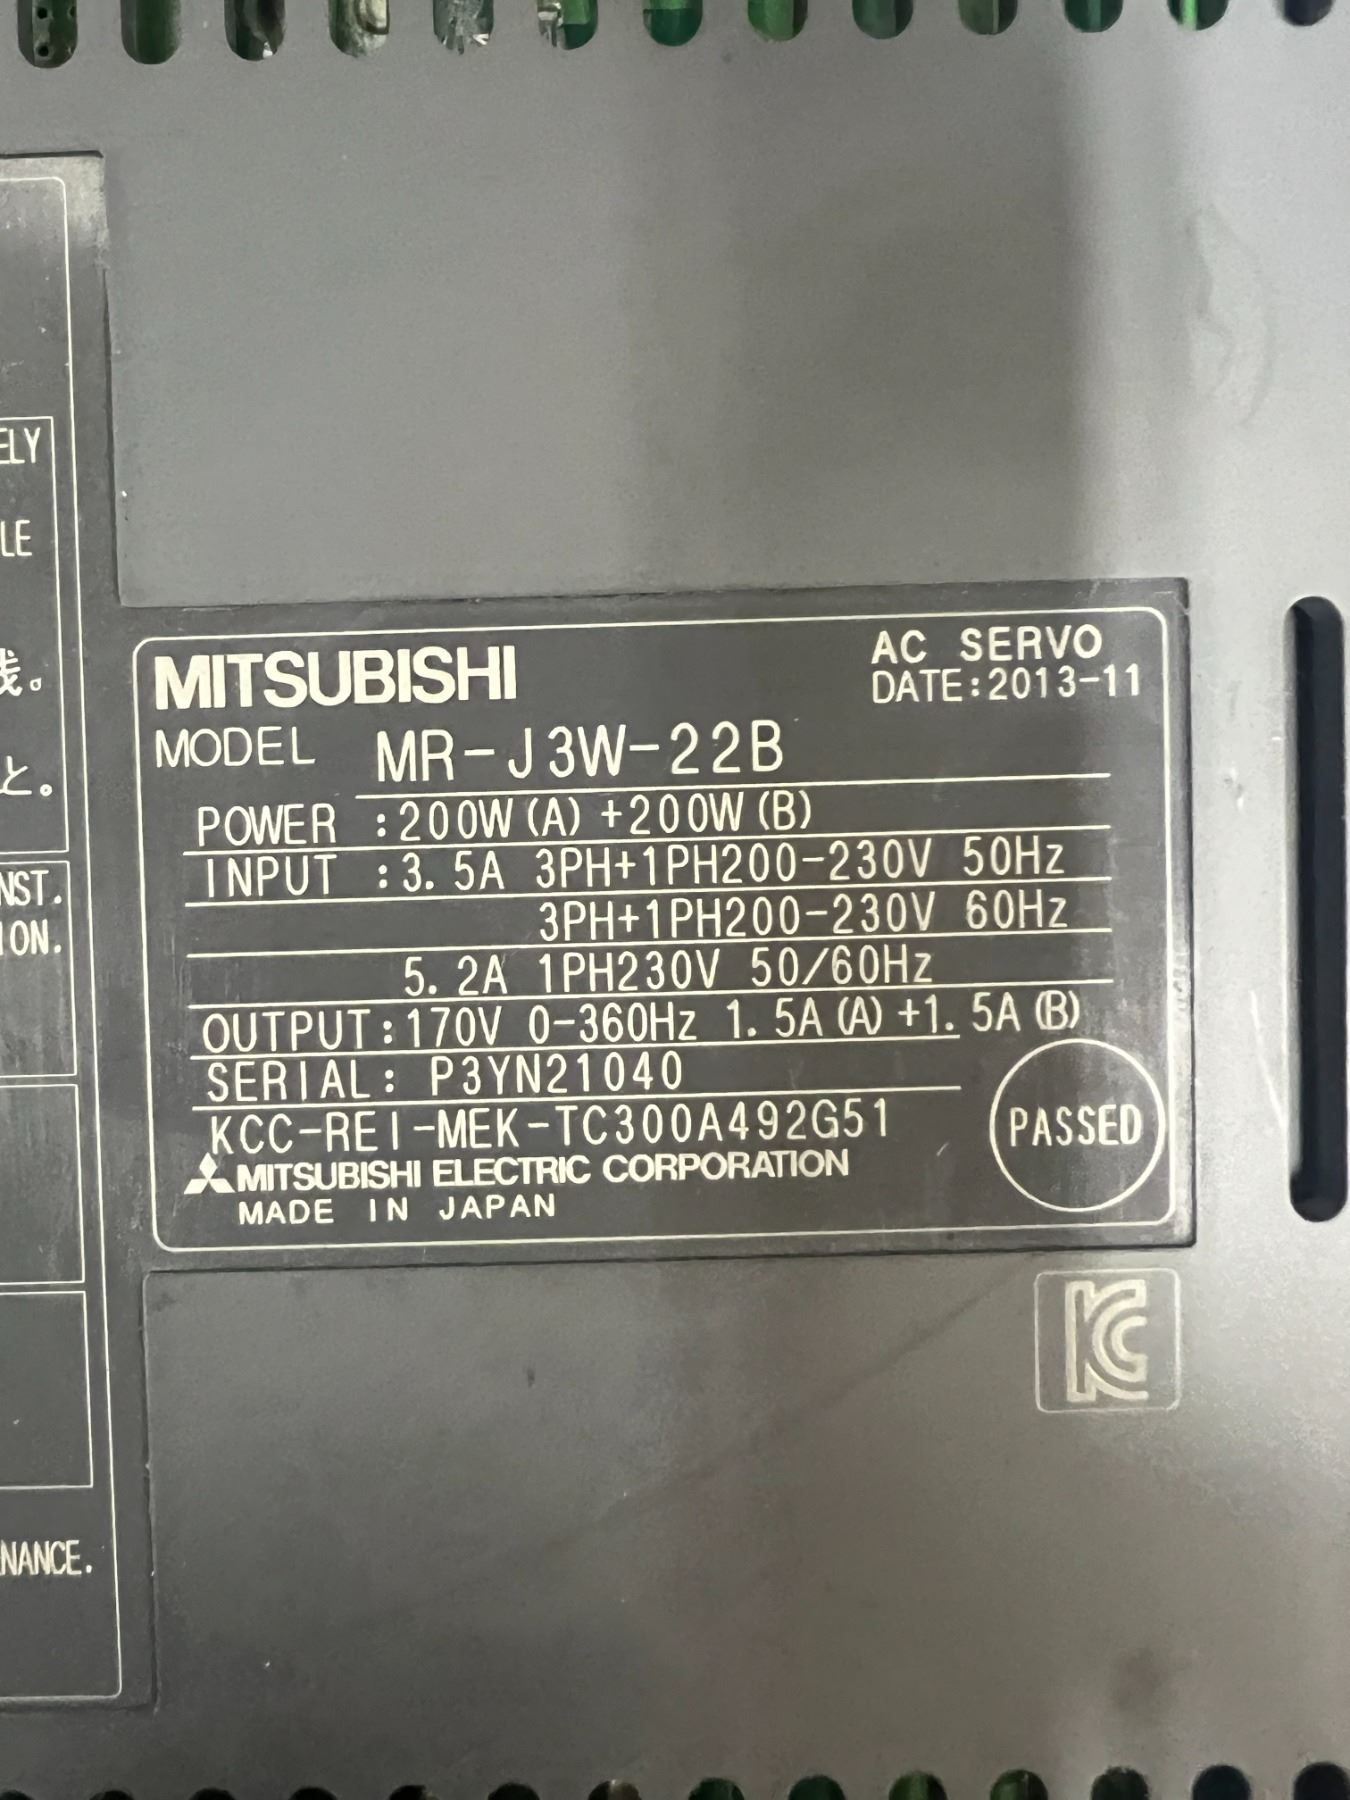 ELY
LE
と。
NST.
ION.
NANCE.
MITSUBISHI
AC SERVO
DATE:2013-11
MODEL MR-J3W-22B
POWER :200W(A)+200W(B)
INPUT :3.5A 3PH+1PH200-230V 50Hz
3PH+1PH200-230V 60Hz
5.2A 1PH230V 50/60Hz
OUTPUT:170V 0-360Hz 1.5A(A)+1.5A(B)
SERIAL: P3YN21040
KCC-REI-MEK-TC300A492G51
PASSED
MITSUBISHI ELECTRIC CORPORATION
MADE IN JAPAN
KC